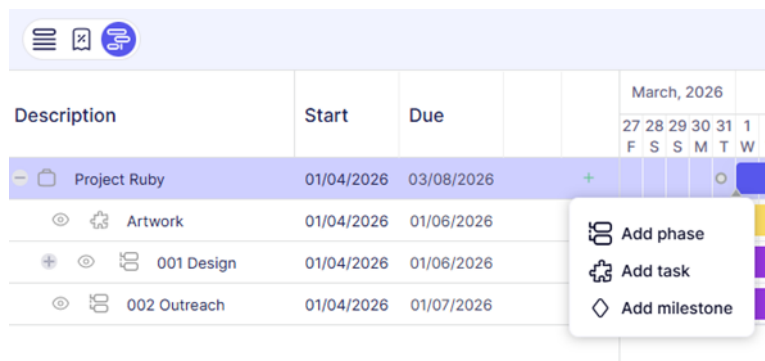 March, 2026
Description Start Due
27 28 29 30 31 1
F S S M T W
Project Ruby 01/04/2026 03/08/2026 +
Artwork 01/04/2026 01/06/2026
001 Design 01/04/2026 01/06/2026
002 Outreach 01/04/2026 01/07/2026
Add phase
Add task
Add milestone